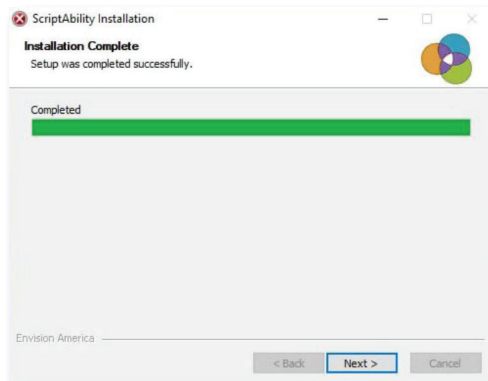 ScriptAbility Installation
Installation Complete
Setup was completed successfully.
Completed
Envision America
< Back Next > Cancel